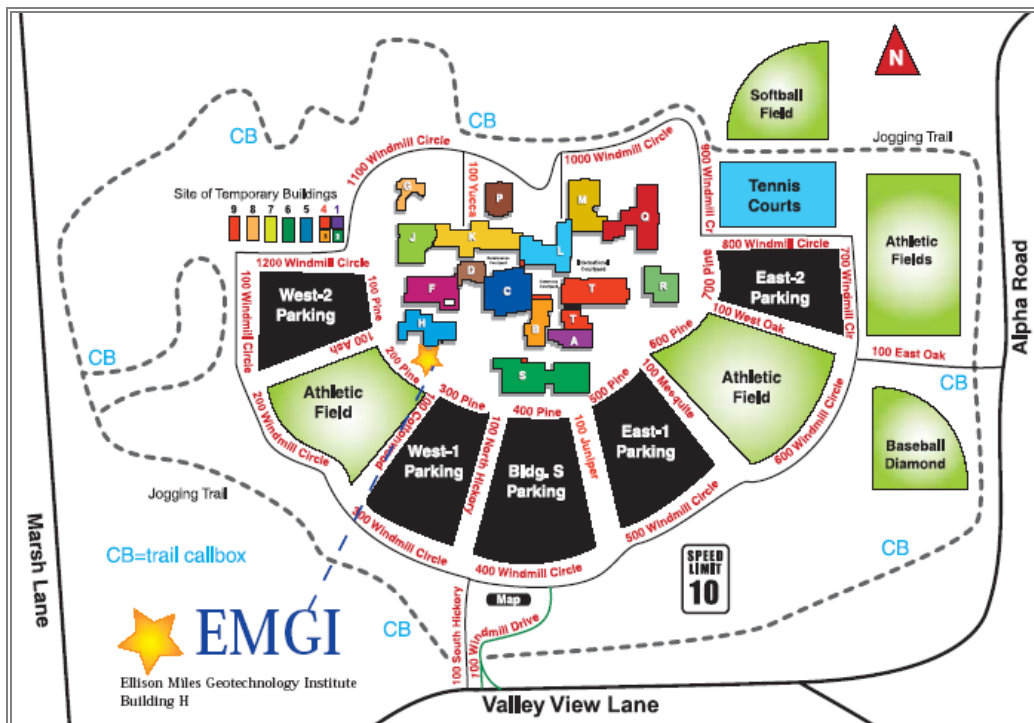 N
Softball
Field
CB
CB
Jogging Trail
1100 Windmill Circle
1000 Windmill Circle
900 Windmill Cr
100 Yucca
Site of Temporary Buildings
9 8 7 6 5 4 1
3 2
G
P
M
Q
J
K
L
Tennis
Courts
Athletic
Fields
Alpha Road
1200 Windmill Circle
100 Windmill Circle
West-2
Parking
100 Pine
100 Ash
D
F
C
T
R
H
B
T
A
S
700 Pine
800 Windmill Circle
700 Windmill Cir
East-2
Parking
100 West Oak
600 Pine
100 East Oak
CB
CB
200 Pine
Athletic
Field
200 Windmill Circle
100 Cottonwood
300 Pine
400 Pine
500 Pine
100 Mesquite
Athletic
Field
600 Windmill Circle
Baseball
Diamond
West-1
Parking
100 North Hickory
Bldg. S
Parking
100 Juniper
East-1
Parking
Jogging Trail
300 Windmill Circle
400 Windmill Circle
500 Windmill Circle
Marsh Lane
CB=trail callbox
SPEED
LIMIT
10
CB
Map
CB
100 South Hickory
100 Windmill Drive
EMGI
Ellison Miles Geotechnology Institute
Building H
Valley View Lane